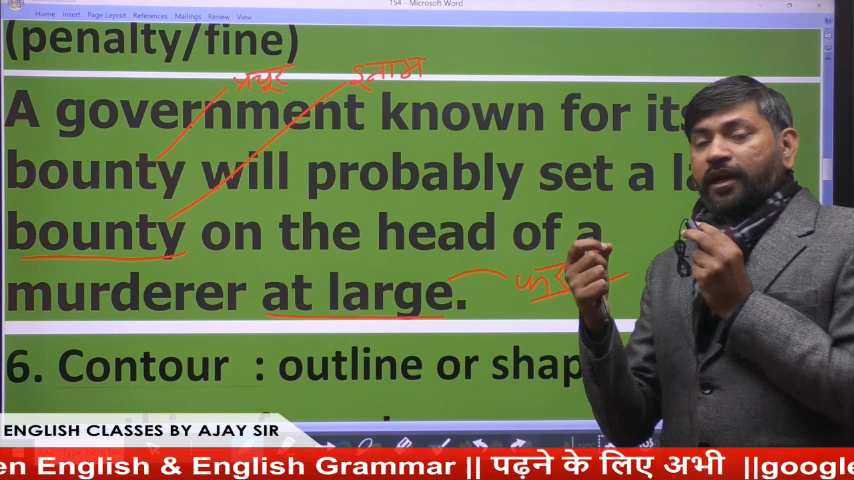 154 - Microsoft Word
Home Insert Page Layout References Mailings Review View
(penalty/fine)
प्रचूर इनाम
A government known for its
bounty will probably set a la
bounty on the head of a
murderer at large.
6. Contour : outline or shap
ENGLISH CLASSES BY AJAY SIR
en English & English Grammar || पढ़ने के लिए अभी ||google